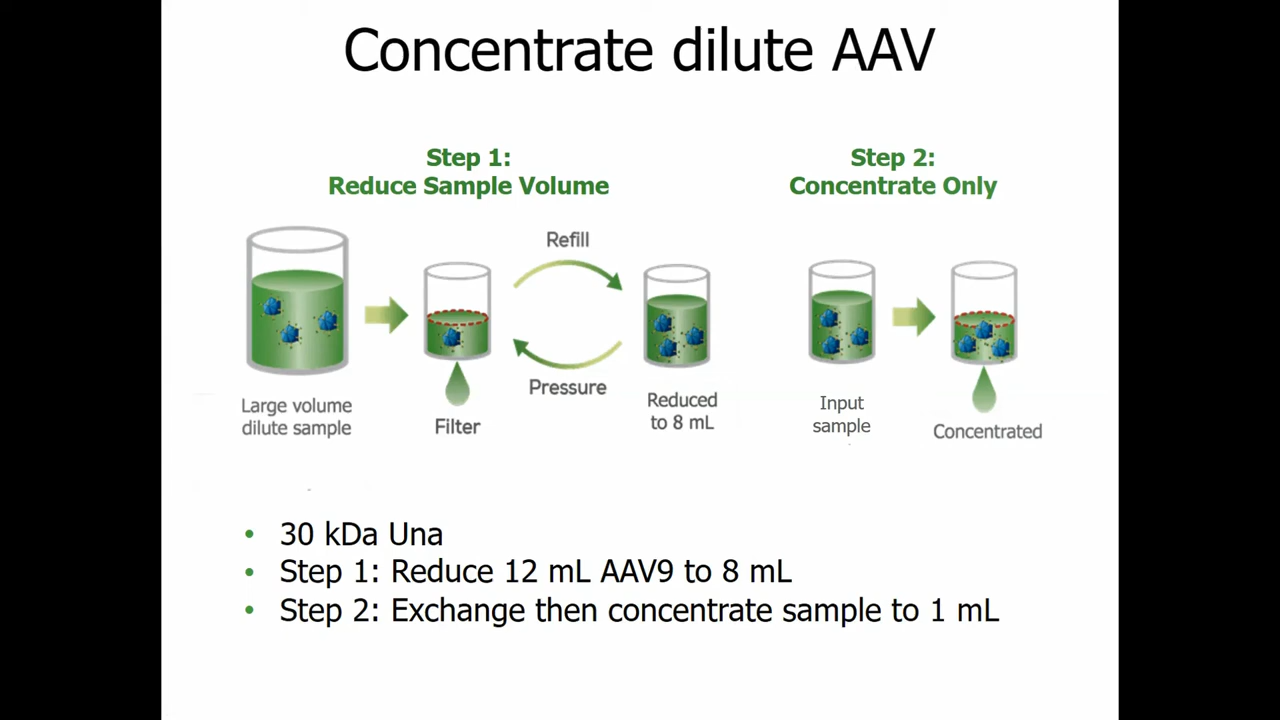 Concentrate dilute AAV
Step 1:
Reduce Sample Volume
Step 2:
Concentrate Only
Refill
Pressure
Large volume
dilute sample
Filter
Reduced
to 8 mL
Input
sample
Concentrated
• 30 kDa Una
• Step 1: Reduce 12 mL AAV9 to 8 mL
• Step 2: Exchange then concentrate sample to 1 mL